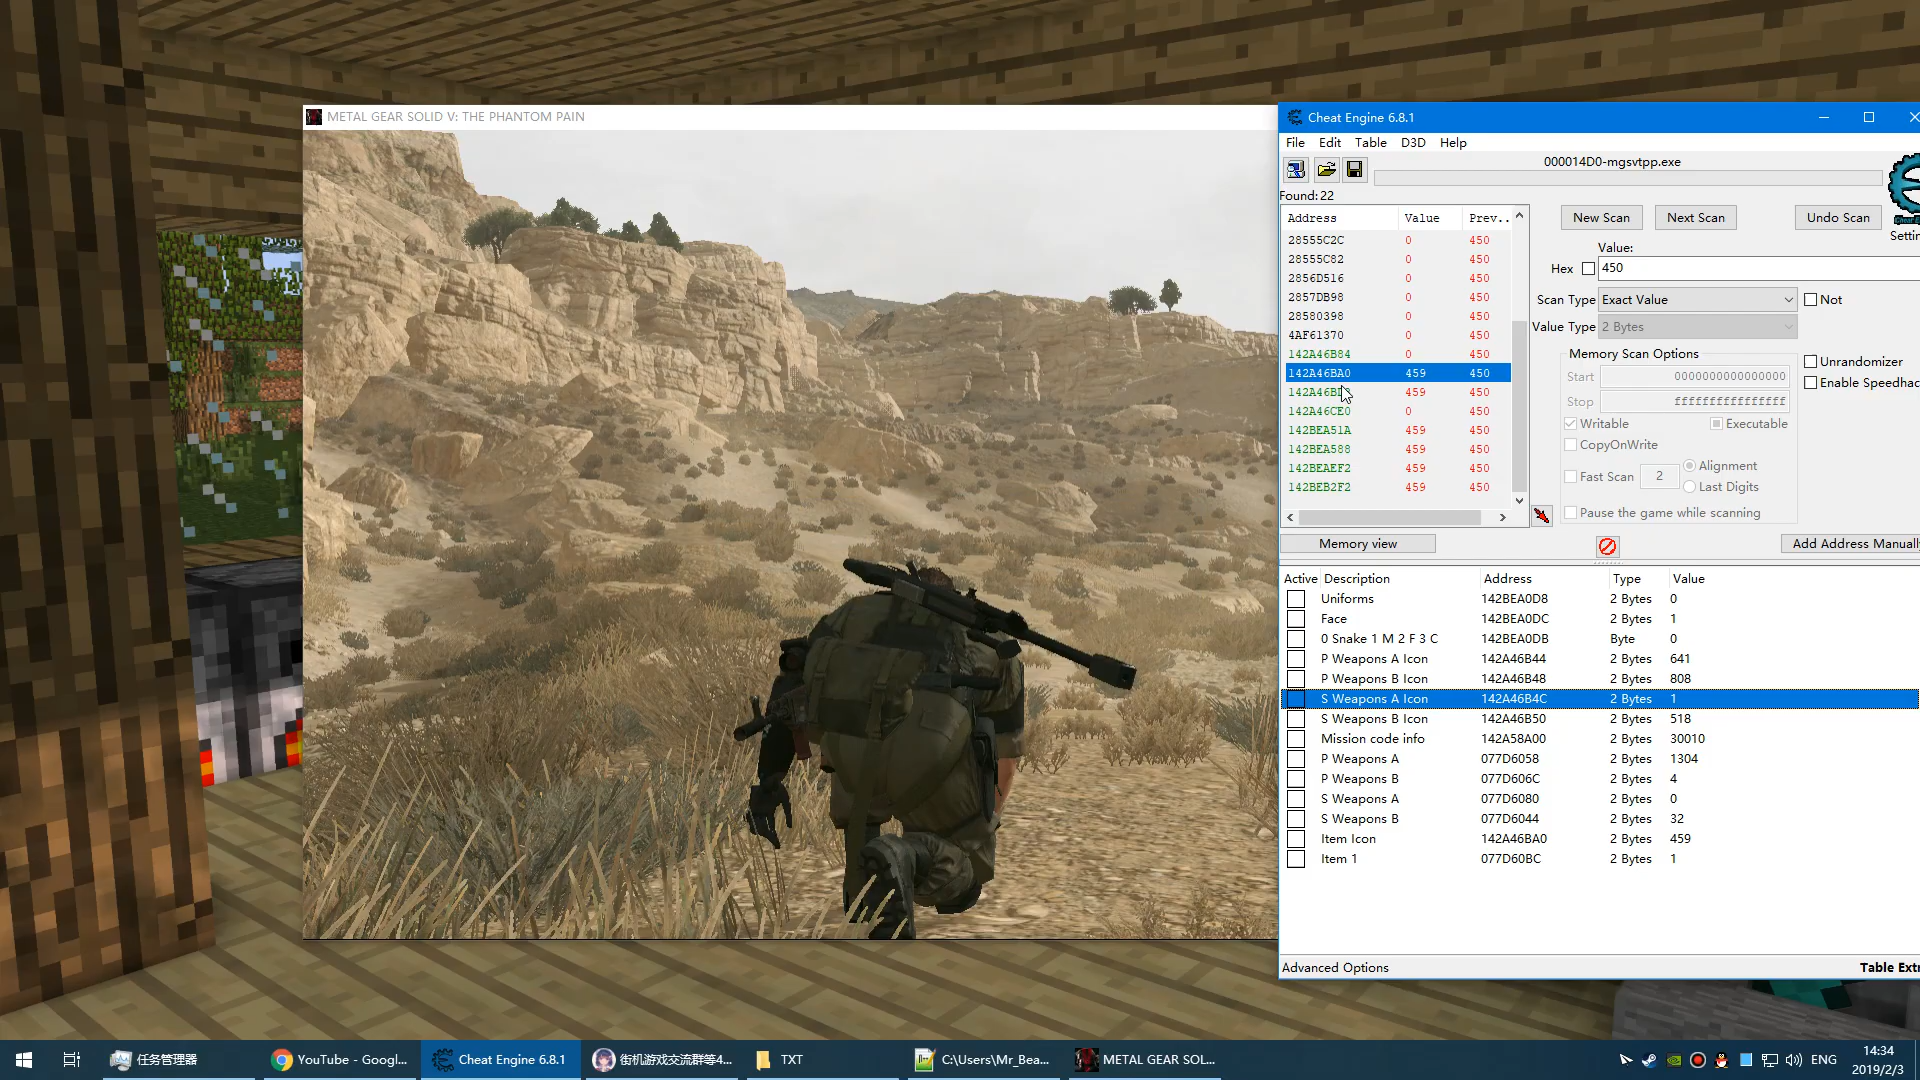 METAL GEAR SOLID V: THE PHANTOM PAIN
Cheat Engine 6.8.1
File Edit Table D3D Help
000014D0-mgsvtpp.exe
Found:22
Address Value Prev..
28555C2C 0 450
28555C82 0 450
2856D516 0 450
2857DB98 0 450
28580398 0 450
4AF61370 0 450
142A46B84 0 450
142A46BA0 459 450
459 450
142A46CE0 0 450
142BEA51A 459 450
142BEA588 459 450
142BEAEF2 459 450
142BEB2F2 459 450
New Scan Next Scan Undo Scan
Settin
Value:
Hex 450
Scan Type Exact Value Not
Value Type 2 Bytes
Memory Scan Options
Start 0000000000000000
Stop ffffffffffffffff
Writable Executable
CopyOnWrite
Fast Scan 2 Alignment
Last Digits
Pause the game while scanning
Unrandomizer
Enable Speedhac
Memory view
Add Address Manuall
Active Description Address Type Value
Uniforms 142BEA0D8 2 Bytes 0
Face 142BEA0DC 2 Bytes 1
0 Snake 1 M 2 F 3 C 142BEA0DB Byte 0
P Weapons A Icon 142A46B44 2 Bytes 641
P Weapons B Icon 142A46B48 2 Bytes 808
S Weapons A Icon 142A46B4C 2 Bytes 1
S Weapons B Icon 142A46B50 2 Bytes 518
Mission code info 142A58A00 2 Bytes 30010
P Weapons A 077D6058 2 Bytes 1304
P Weapons B 077D606C 2 Bytes 4
S Weapons A 077D6080 2 Bytes 0
S Weapons B 077D6044 2 Bytes 32
Item Icon 142A46BA0 2 Bytes 459
Item 1 077D60BC 2 Bytes 1
Advanced Options
Table Extr
任务管理器
YouTube - Googl...
Cheat Engine 6.8.1
街机游戏交流群等4...
TXT
C:\Users\Mr_Bea...
METAL GEAR SOL...
ENG
14:34
2019/2/3